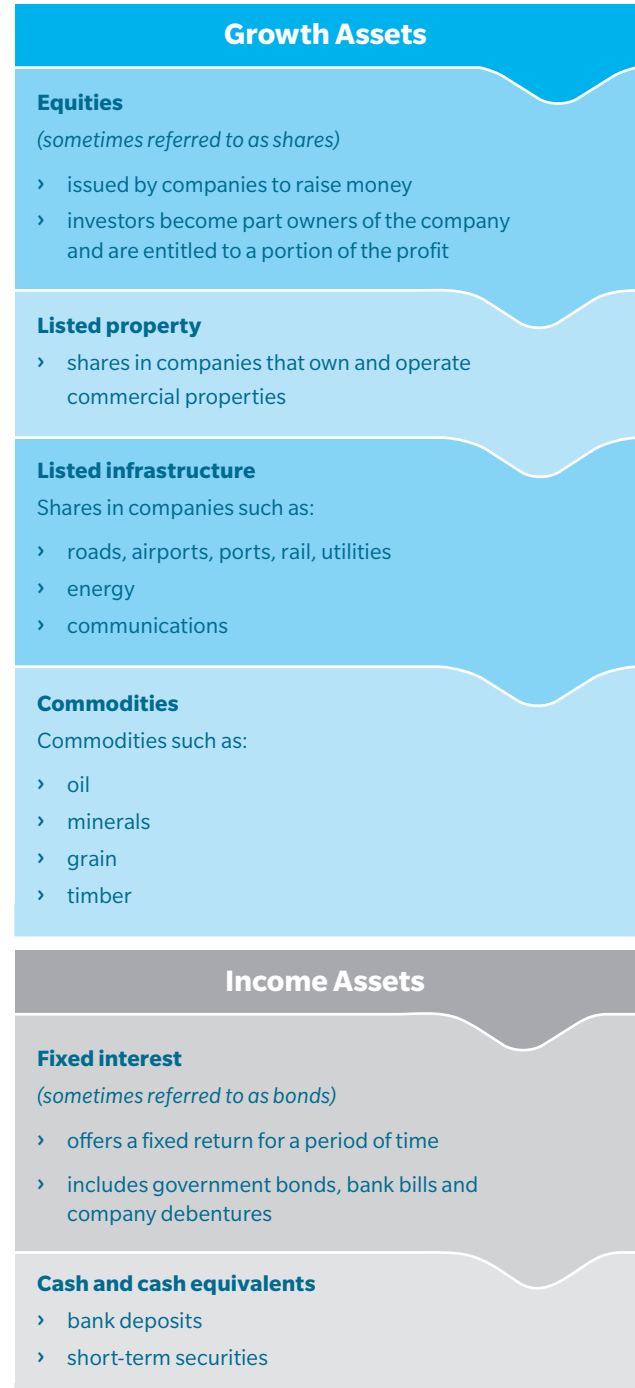 Growth Assets
Equities
(sometimes referred to as shares)
› issued by companies to raise money
› investors become part owners of the company
and are entitled to a portion of the profit
Listed property
› shares in companies that own and operate
commercial properties
Listed infrastructure
Shares in companies such as:
› roads, airports, ports, rail, utilities
› energy
› communications
Commodities
Commodities such as:
› oil
› minerals
› grain
› timber
Income Assets
Fixed interest
(sometimes referred to as bonds)
› offers a fixed return for a period of time
› includes government bonds, bank bills and
company debentures
Cash and cash equivalents
› bank deposits
› short-term securities